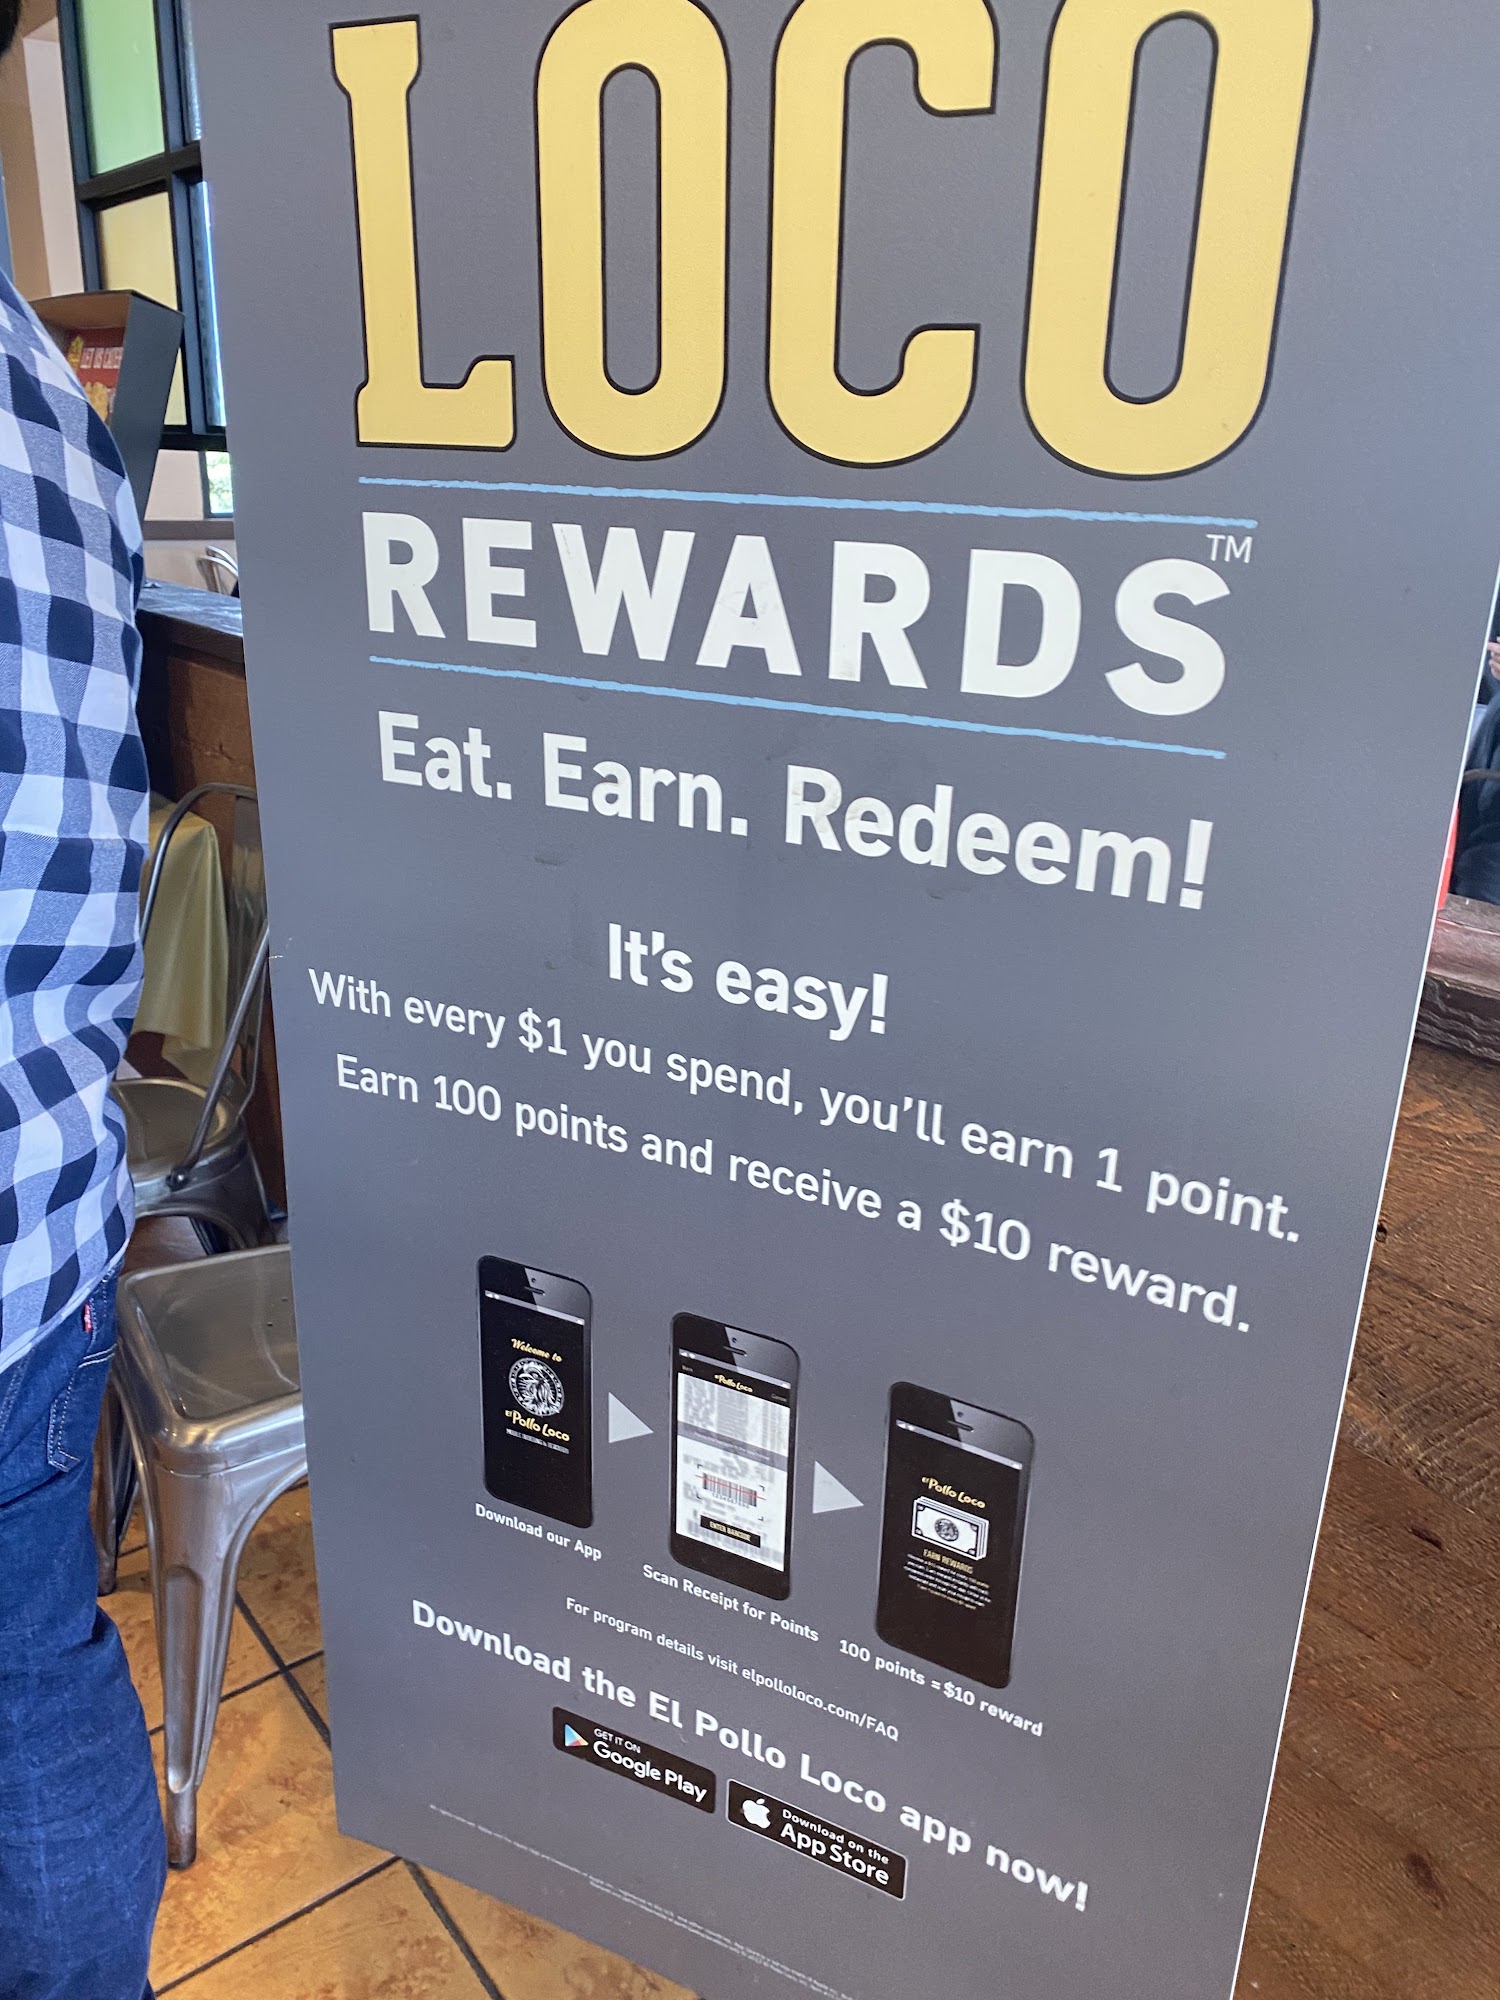 LOCO
REWARDS™
Eat. Earn. Redeem!
It's easy!
With every $1 you spend, you'll earn 1 point.
Earn 100 points and receive a $10 reward.
Welcome to
El Pollo Loco
El Pollo Loco
ENTER BARCODE
El Pollo Loco
EARN REWARDS
Download our App
Scan Receipt for Points
100 points = $10 reward
For program details visit elpolloloco.com/FAQ
Download the El Pollo Loco app now!
GET IT ON
Google Play
Download on the
App Store